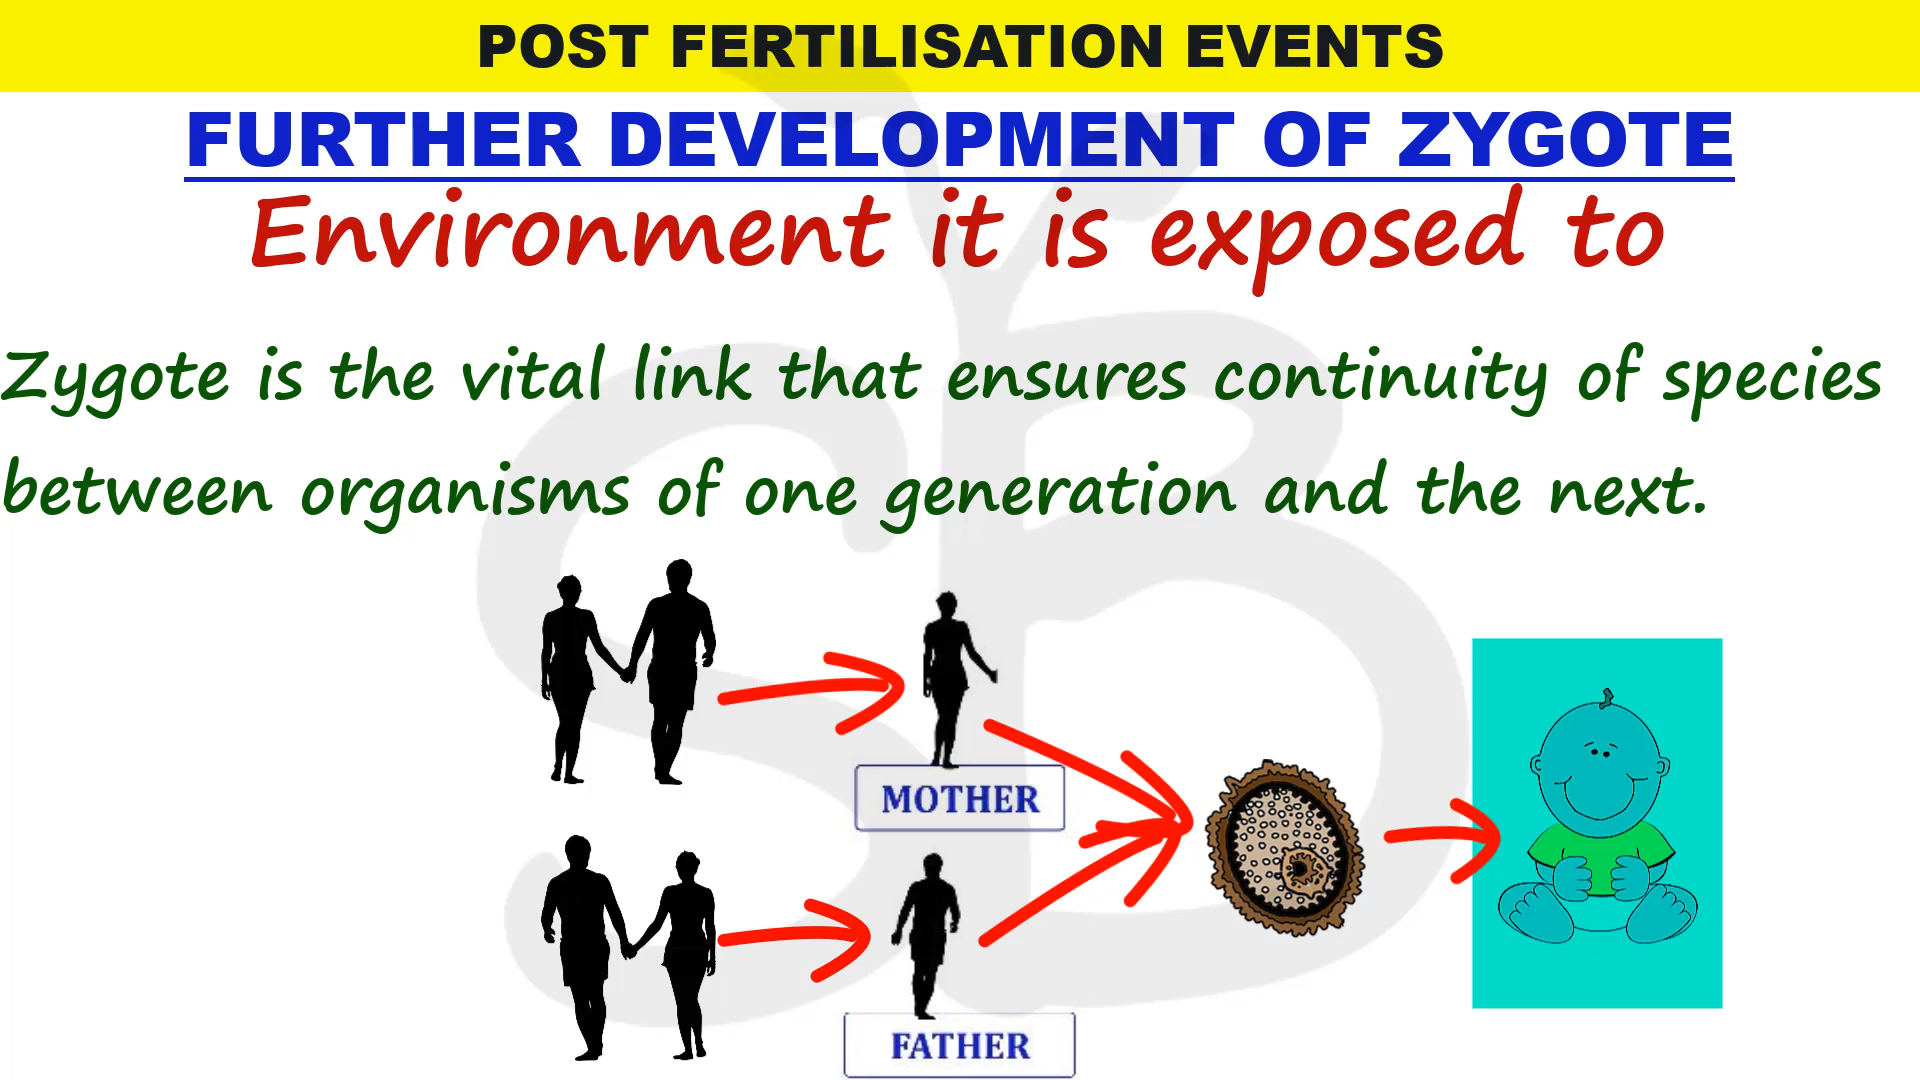 POST FERTILISATION EVENTS
FURTHER DEVELOPMENT OF ZYGOTE
Environment it is exposed to
Zygote is the vital link that ensures continuity of species
between organisms of one generation and the next.
MOTHER
FATHER